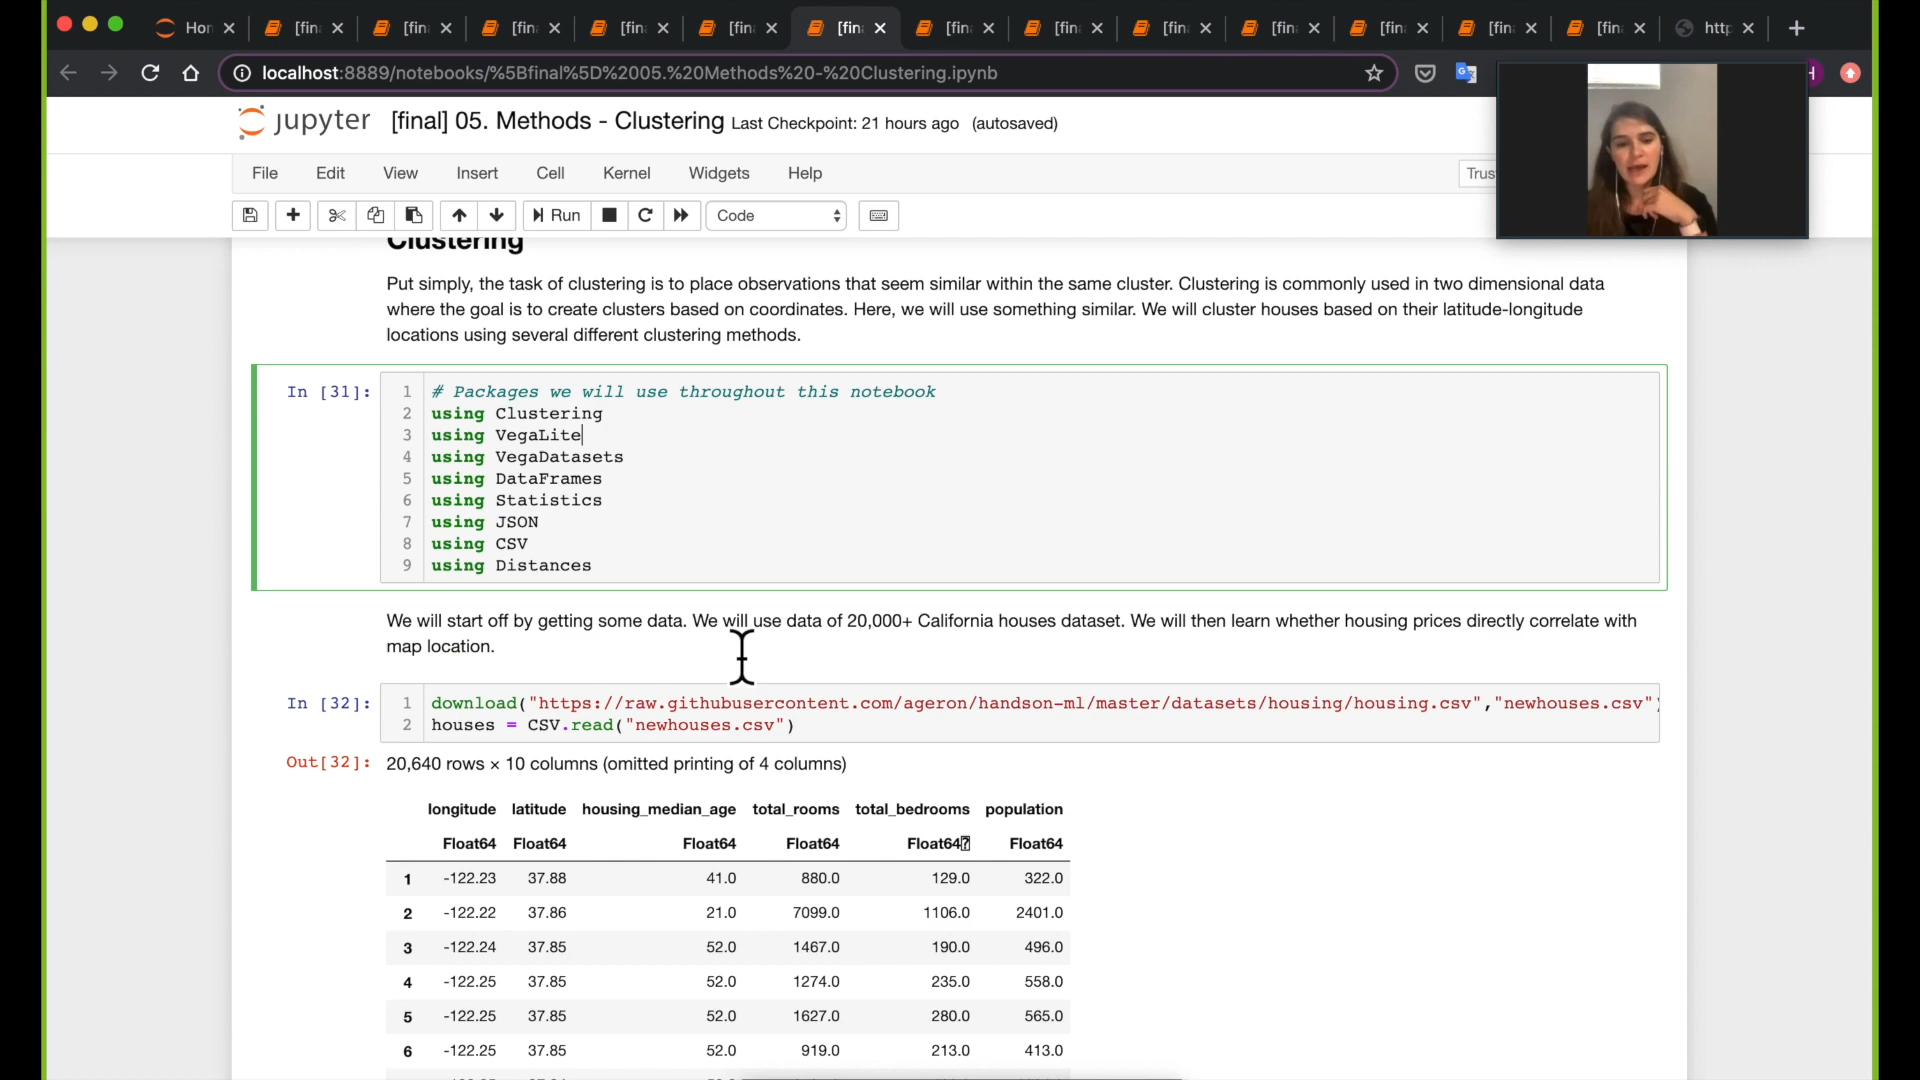 Hom
[fin
[fin
[fin
[fin
[fin
[fin
[fin
[fin
[fin
[fin
[fin
[fin
[fin
http
localhost:8889/notebooks/%5Bfinal%5D%2005.%20Methods%20-%20Clustering.ipynb
jupyter [final] 05. Methods - Clustering Last Checkpoint: 21 hours ago (autosaved)
File Edit View Insert Cell Kernel Widgets Help
Trus
Run Code
Clustering
Put simply, the task of clustering is to place observations that seem similar within the same cluster. Clustering is commonly used in two dimensional data
where the goal is to create clusters based on coordinates. Here, we will use something similar. We will cluster houses based on their latitude-longitude
locations using several different clustering methods.
In [31]: 1 # Packages we will use throughout this notebook
2 using Clustering
3 using VegaLite
4 using VegaDatasets
5 using DataFrames
6 using Statistics
7 using JSON
8 using CSV
9 using Distances
We will start off by getting some data. We will use data of 20,000+ California houses dataset. We will then learn whether housing prices directly correlate with
map location.
In [32]: 1 download("https://raw.githubusercontent.com/ageron/handson-ml/master/datasets/housing/housing.csv","newhouses.csv")
2 houses = CSV.read("newhouses.csv")
Out[32]: 20,640 rows × 10 columns (omitted printing of 4 columns)
longitude latitude housing_median_age total_rooms total_bedrooms population
Float64 Float64 Float64 Float64 Float64⍰ Float64
1 -122.23 37.88 41.0 880.0 129.0 322.0
2 -122.22 37.86 21.0 7099.0 1106.0 2401.0
3 -122.24 37.85 52.0 1467.0 190.0 496.0
4 -122.25 37.85 52.0 1274.0 235.0 558.0
5 -122.25 37.85 52.0 1627.0 280.0 565.0
6 -122.25 37.85 52.0 919.0 213.0 413.0